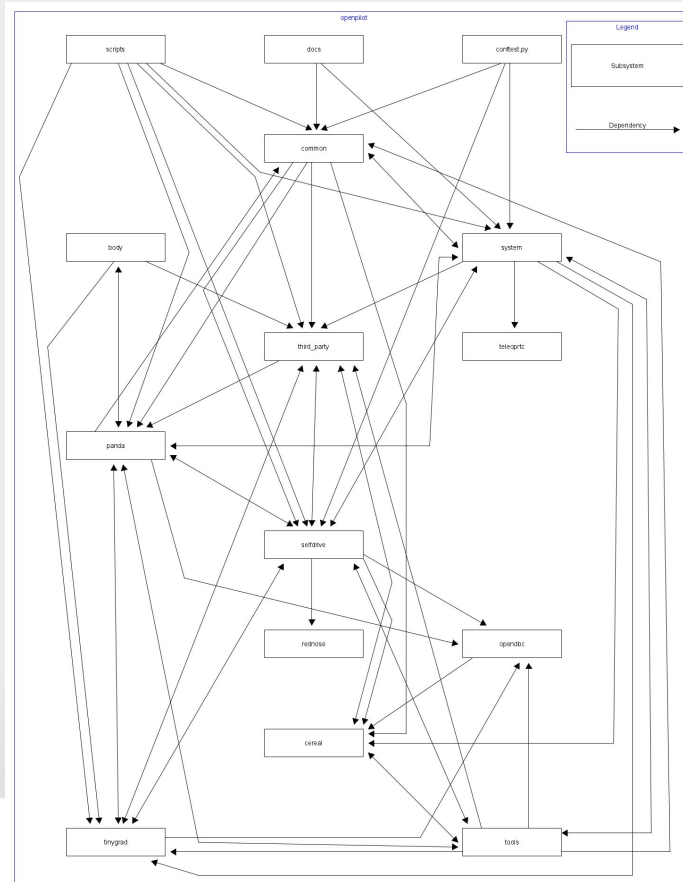 openpilot
Legend
scripts
docs
conftest.py
Subsystem
Dependency
common
body
system
third_party
teleoprtc
panda
selfdrive
rednose
opendbc
cereal
tinygrad
tools